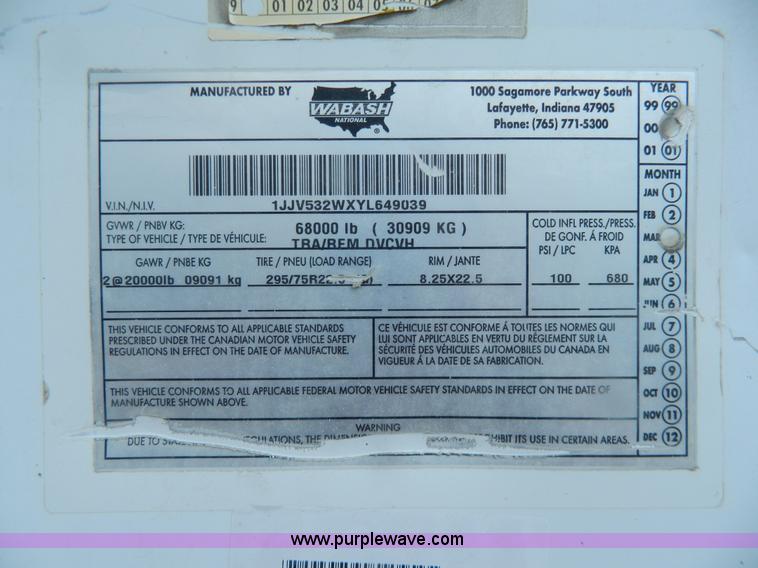 9 01 02 03 04
MANUFACTURED BY
WABASH
NATIONAL
1000 Sagamore Parkway South
Lafayette, Indiana 47905
Phone: (765) 771-5300
1JJV532WXYL649039
V.I.N./N.I.V.
GVWR / PNBV KG: 68000 lb ( 30909 KG )
TYPE OF VEHICLE / TYPE DE VÉHICULE: TRA/REM DVCVH
COLD INFL PRESS./PRESS.
DE GONF. Á FROID
PSI / LPC KPA
GAWR / PNBE KG TIRE / PNEU (LOAD RANGE) RIM / JANTE
2@20000lb 09091 kg 295/75R22.5 8.25X22.5 100 680
THIS VEHICLE CONFORMS TO ALL APPLICABLE STANDARDS
PRESCRIBED UNDER THE CANADIAN MOTOR VEHICLE SAFETY
REGULATIONS IN EFFECT ON THE DATE OF MANUFACTURE.
CE VÉHICULE EST CONFORME Á TOUTES LES NORMES QUI
LUI SONT APPLICABLES EN VERTU DU RÉGLEMENT SUR LA
SÉCURITÉ DES VÉHICULES AUTOMOBILES DU CANADA EN
VIGUEUR Á LA DATE DE SA FABRICATION.
THIS VEHICLE CONFORMS TO ALL APPLICABLE FEDERAL MOTOR VEHICLE SAFETY STANDARDS IN EFFECT ON THE DATE OF
MANUFACTURE SHOWN ABOVE.
WARNING
DUE TO STATE REGULATIONS, THE IT ITS USE IN CERTAIN AREAS.
YEAR
99 99
00
01 01
MONTH
JAN 1
FEB 2
MAR
APR 4
MAY 5
JUN 6
JUL 7
AUG 8
SEP 9
OCT 10
NOV 11
DEC 12
www.purplewave.com